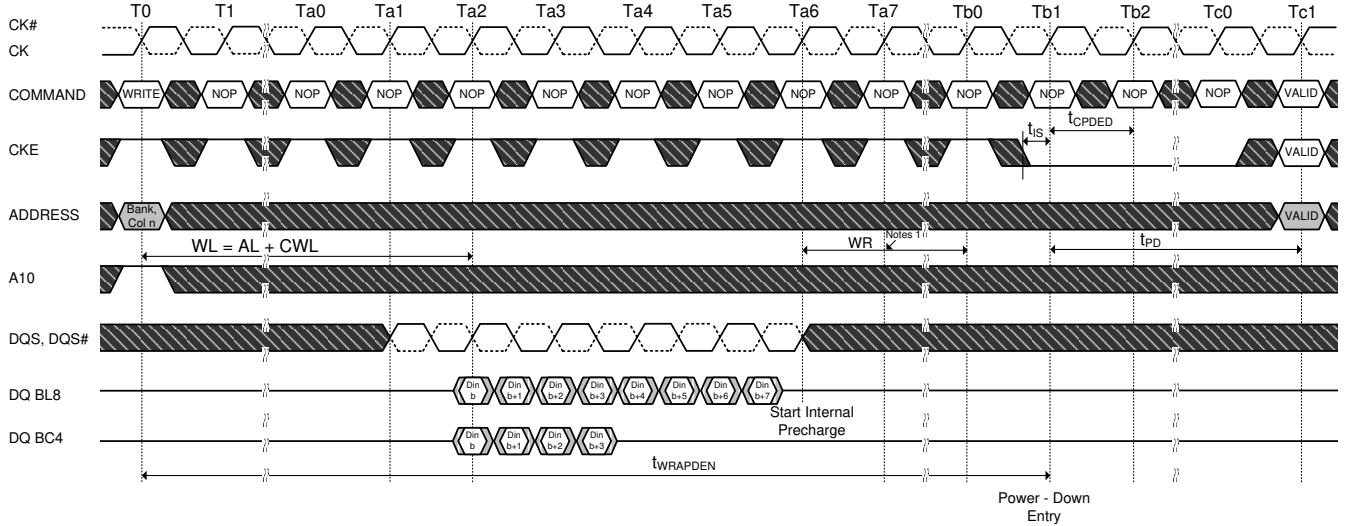 T0 T1 Ta0 Ta1 Ta2 Ta3 Ta4 Ta5 Ta6 Ta7 Tb0 Tb1 Tb2 Tc0 Tc1
CK#
CK
COMMAND WRITE NOP NOP NOP NOP NOP NOP NOP NOP NOP NOP NOP NOP NOP VALID
tIS tCPDED
CKE VALID
ADDRESS Bank, Col n VALID
WL = AL + CWL WR Notes 1 tPD
A10
DQS, DQS#
DQ BL8 Din b Din b+1 Din b+2 Din b+3 Din b+4 Din b+5 Din b+6 Din b+7
Start Internal
Precharge
DQ BC4 Din b Din b+1 Din b+2 Din b+3
tWRAPDEN
Power - Down
Entry